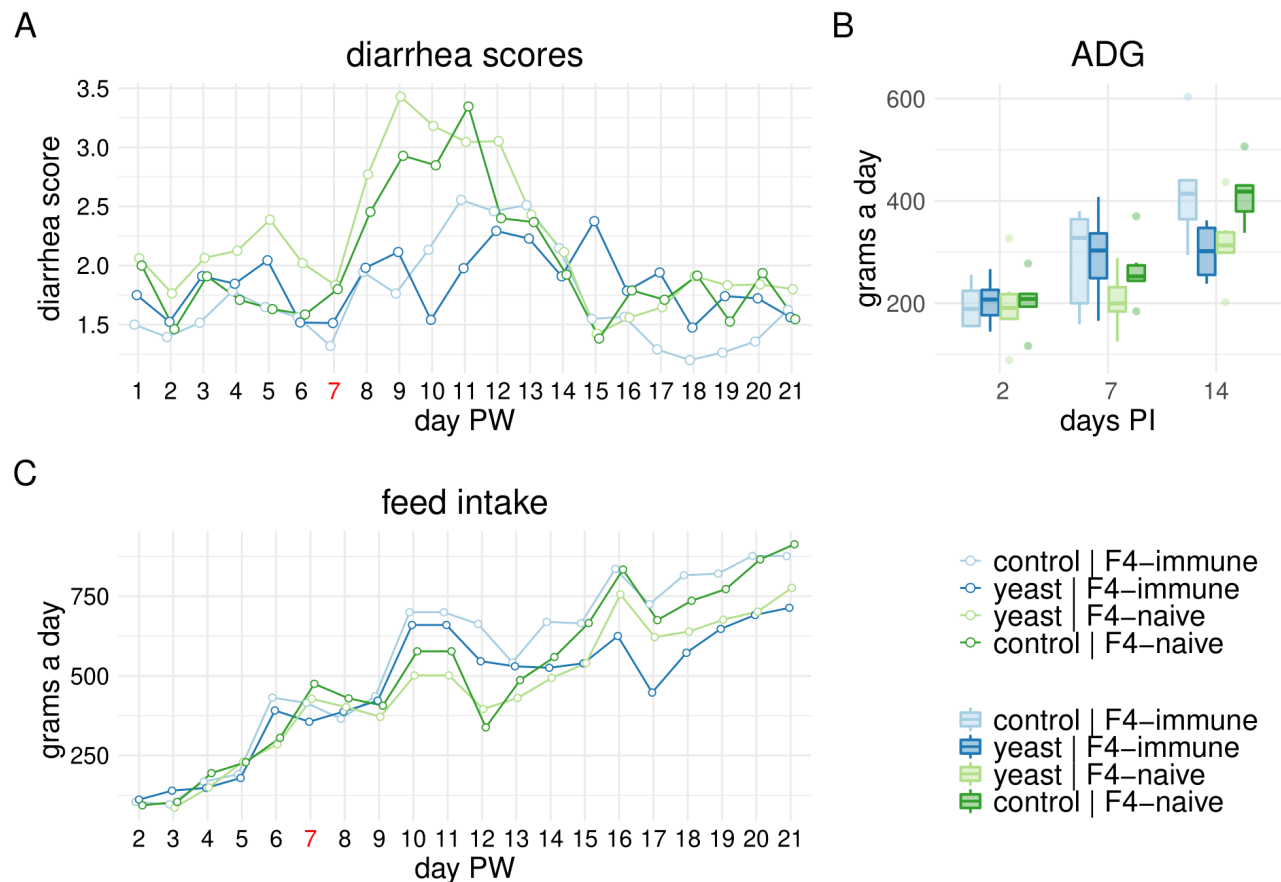 A
diarrhea scores
diarrhea score
3.5
3.0
2.5
2.0
1.5
1 2 3 4 5 6 7 8 9 10 11 12 13 14 15 16 17 18 19 20 21
day PW
B
ADG
grams a day
600
400
200
2 7 14
days PI
C
feed intake
grams a day
750
500
250
2 3 4 5 6 7 8 9 10 11 12 13 14 15 16 17 18 19 20 21
day PW
control | F4−immune
yeast | F4−immune
yeast | F4−naive
control | F4−naive
control | F4−immune
yeast | F4−immune
yeast | F4−naive
control | F4−naive